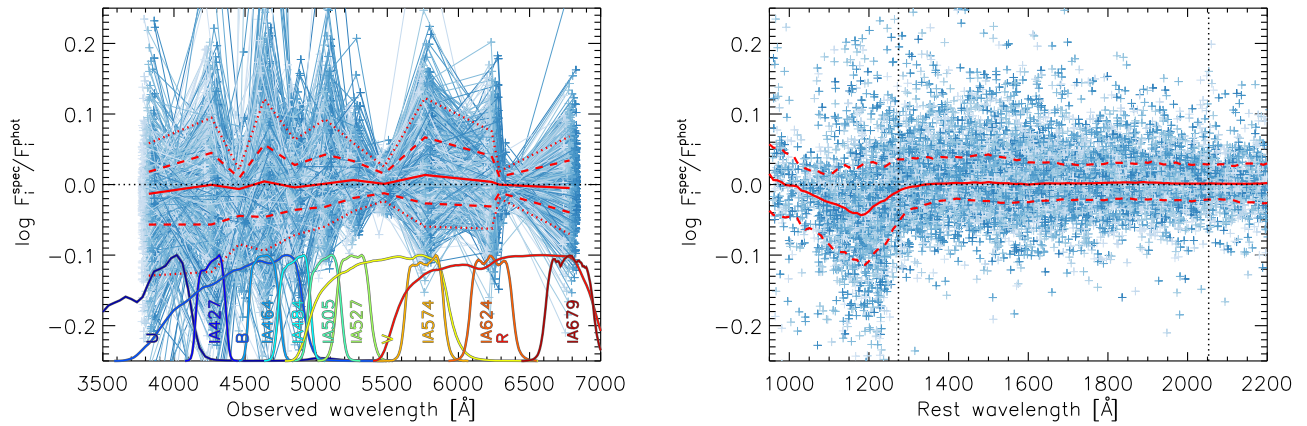 log F_i^spec/F_i^phot
0.2
0.1
0.0
−0.1
−0.2
U
IA427
B
IA464
IA484
IA505
IA527
V
IA574
IA624
R
IA679
3500 4000 4500 5000 5500 6000 6500 7000
Observed wavelength [Å]
log F_i^spec/F_i^phot
0.2
0.1
0.0
−0.1
−0.2
1000 1200 1400 1600 1800 2000 2200
Rest wavelength [Å]